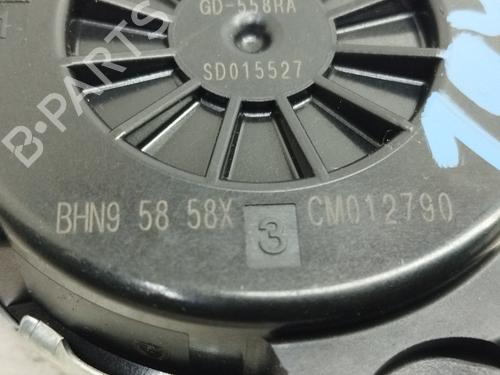 GD-558RA
SD015527
BHN9 58 58X 3 CM012790
B-PARTS